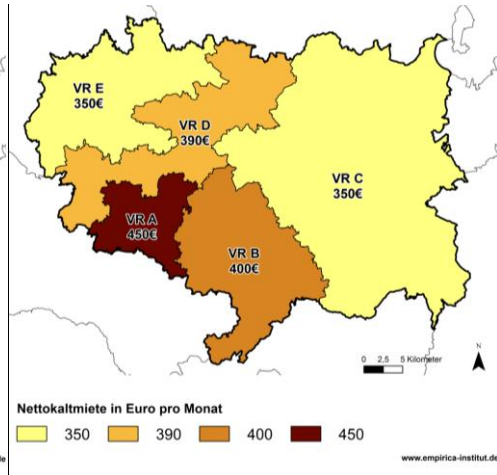 VR E
350€
VR D
390€
VR C
350€
VR A
450€
VR B
400€
0 2,5 5 Kilometer
N
Nettokaltmiete in Euro pro Monat
350 390 400 450
le www.empirica-institut.de